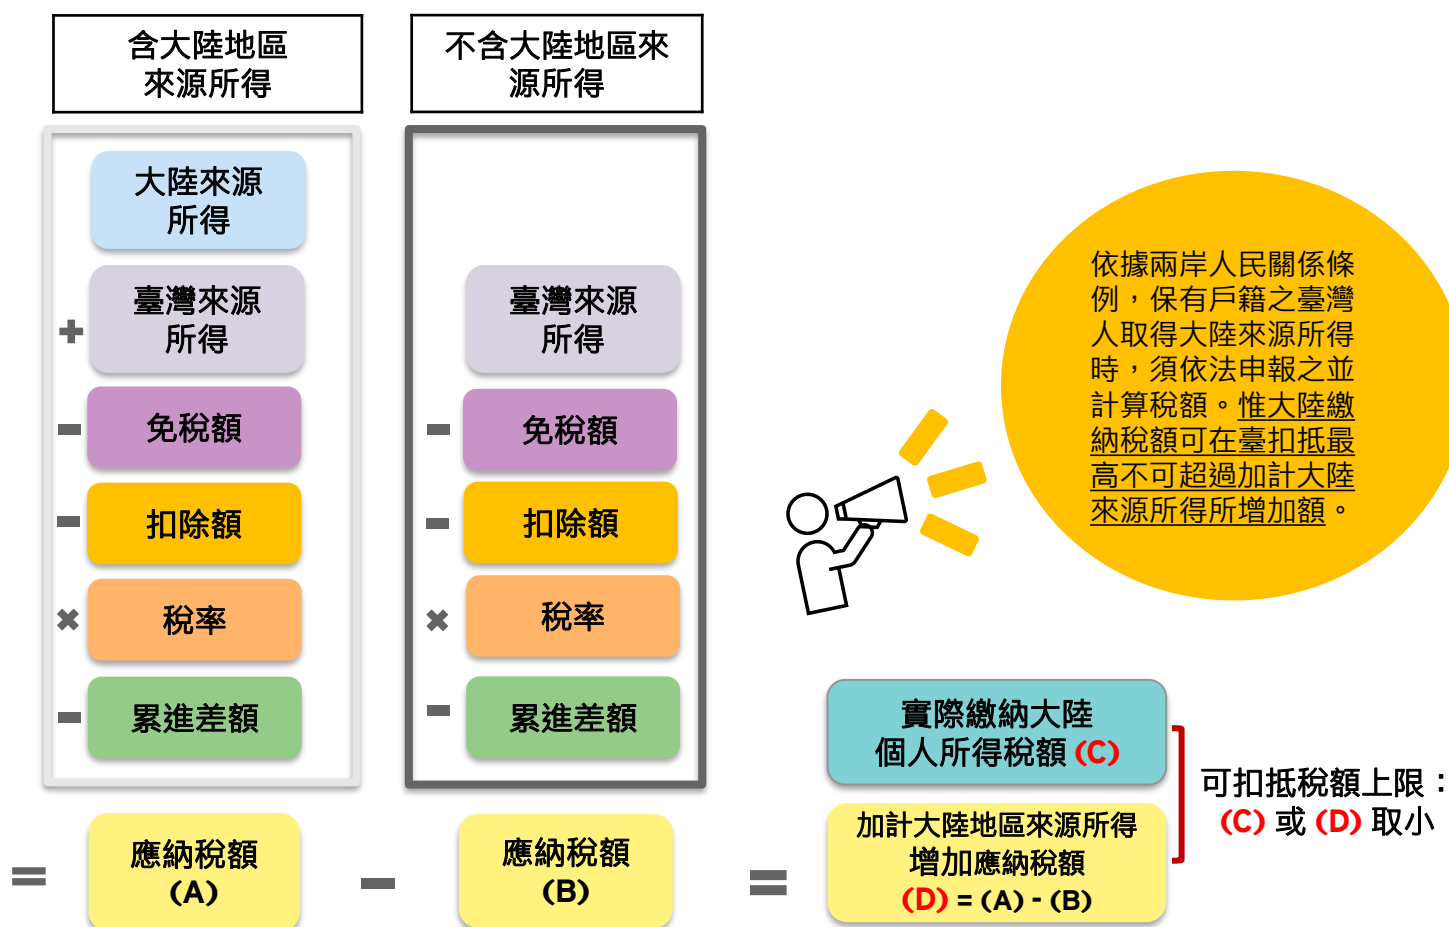 含大陸地區
來源所得
不含大陸地區來
源所得
大陸來源
所得
+
臺灣來源
所得
-
免稅額
-
扣除額
×
稅率
-
累進差額
=
應納稅額
(A)
臺灣來源
所得
-
免稅額
-
扣除額
×
稅率
-
累進差額
-
應納稅額
(B)
=
依據兩岸人民關係條
例，保有戶籍之臺灣
人取得大陸來源所得
時，須依法申報之並
計算稅額。惟大陸繳
納稅額可在臺扣抵最
高不可超過加計大陸
來源所得所增加額。
實際繳納大陸
個人所得稅額 (C)
加計大陸地區來源所得
增加應納稅額
(D) = (A) - (B)
可扣抵稅額上限：
(C) 或 (D) 取小